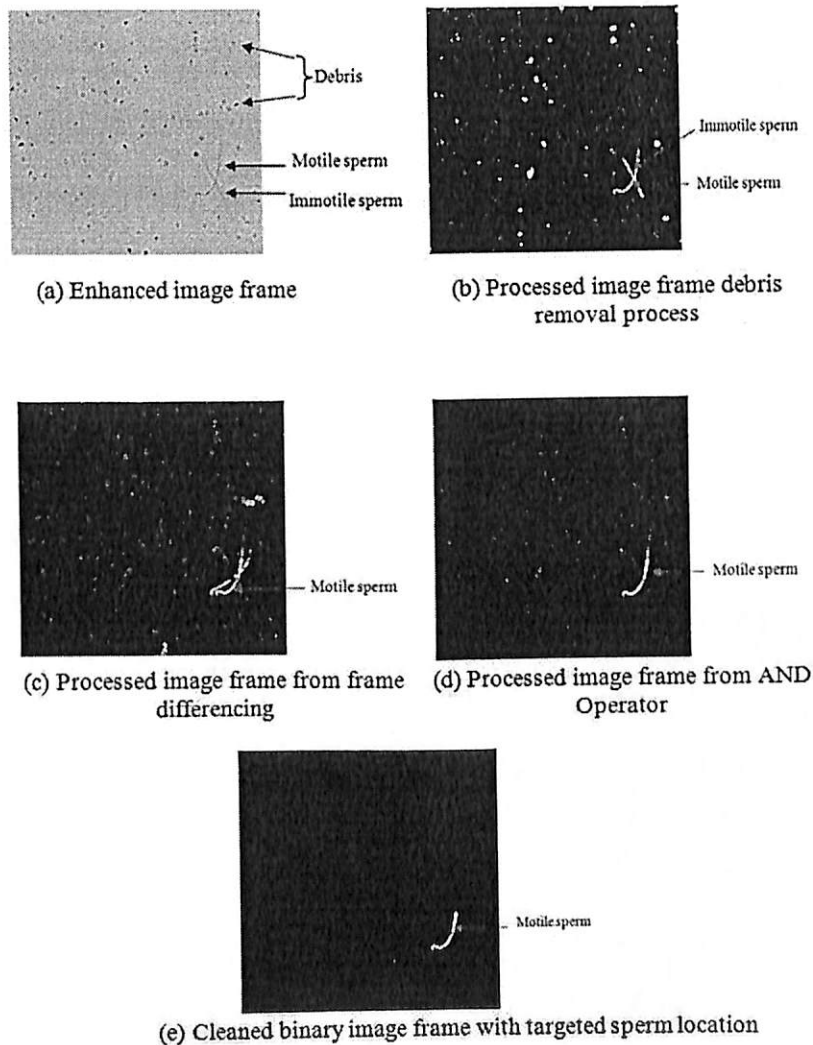 Debris
Motile sperm
Immotile sperm
(a) Enhanced image frame
Immotile sperm
Motile sperm
(b) Processed image frame debris
removal process
Motile sperm
(c) Processed image frame from frame
differencing
Motile sperm
(d) Processed image frame from AND
Operator
Motile sperm
(e) Cleaned binary image frame with targeted sperm location